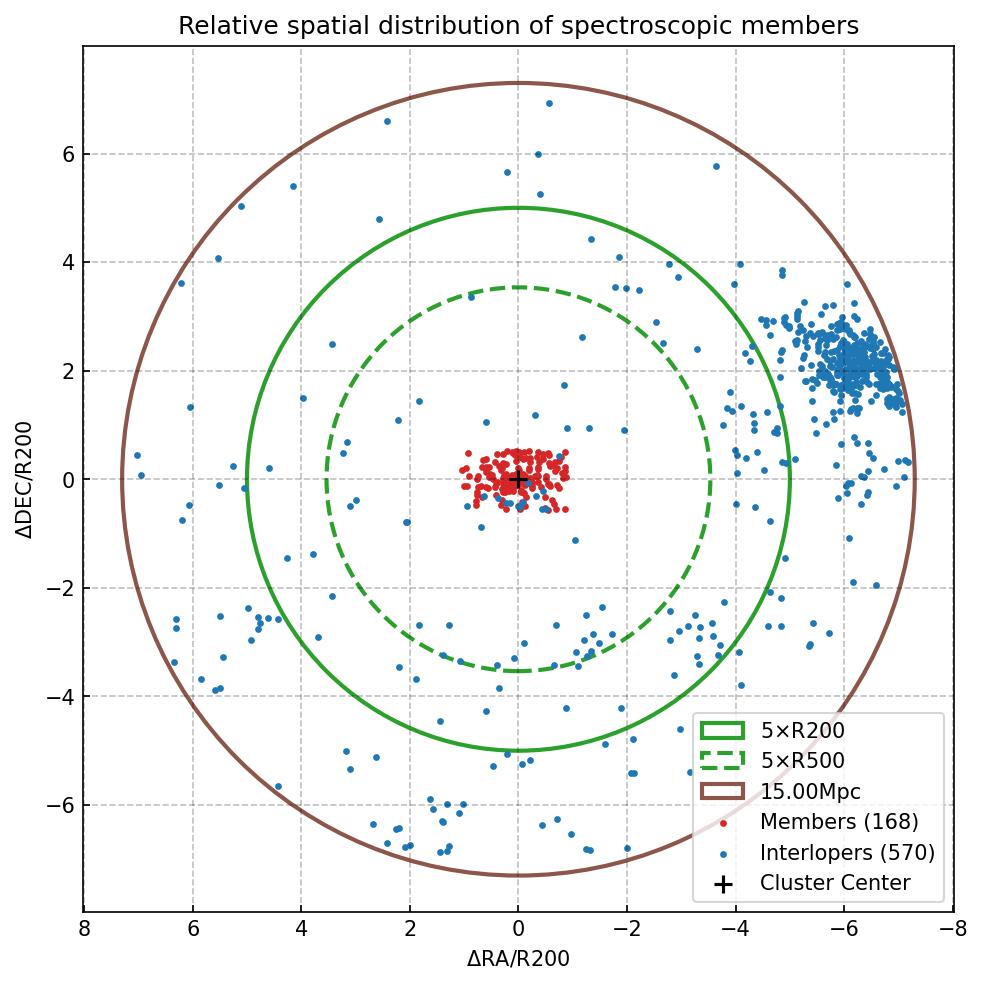 Relative spatial distribution of spectroscopic members
ΔDEC/R200
6
4
2
0
−2
−4
−6
5×R200
5×R500
15.00Mpc
Members (168)
Interlopers (570)
Cluster Center
8 6 4 2 0 −2 −4 −6 −8
ΔRA/R200